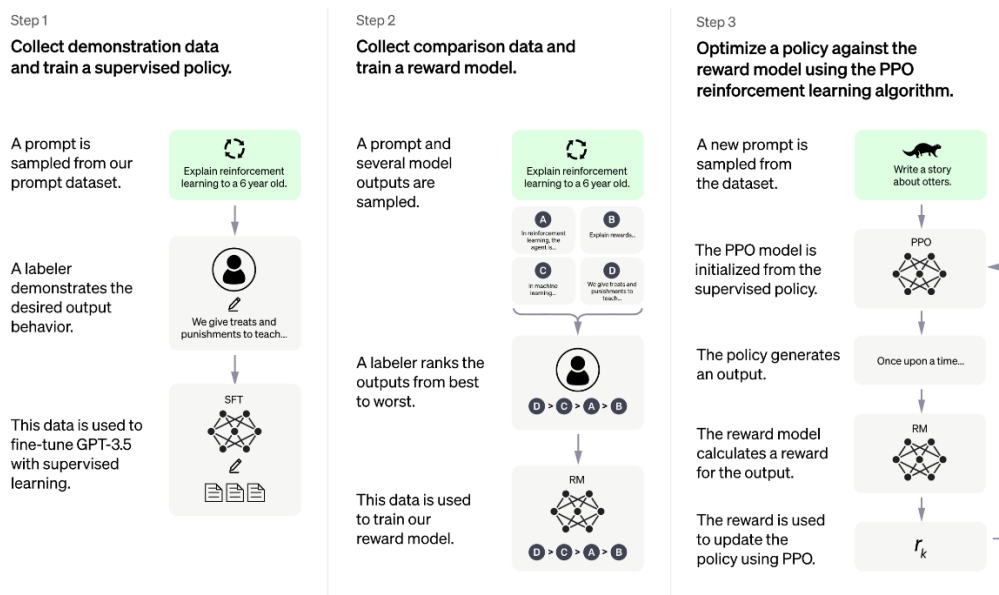 Step 1
Collect demonstration data
and train a supervised policy.
A prompt is
sampled from our
prompt dataset.
Explain reinforcement
learning to a 6 year old.
A labeler
demonstrates the
desired output
behavior.
We give treats and
punishments to teach...
This data is used to
fine-tune GPT-3.5
with supervised
learning.
SFT
Step 2
Collect comparison data and
train a reward model.
A prompt and
several model
outputs are
sampled.
Explain reinforcement
learning to a 6 year old.
A
In reinforcement
learning, the
agent is...
B
Explain rewards...
C
In machine
learning...
D
We give treats and
punishments to
teach...
A labeler ranks the
outputs from best
to worst.
D > C > A > B
This data is used
to train our
reward model.
RM
D > C > A > B
Step 3
Optimize a policy against the
reward model using the PPO
reinforcement learning algorithm.
A new prompt is
sampled from
the dataset.
Write a story
about otters.
The PPO model is
initialized from the
supervised policy.
PPO
The policy generates
an output.
Once upon a time...
The reward model
calculates a reward
for the output.
RM
The reward is used
to update the
policy using PPO.
rk